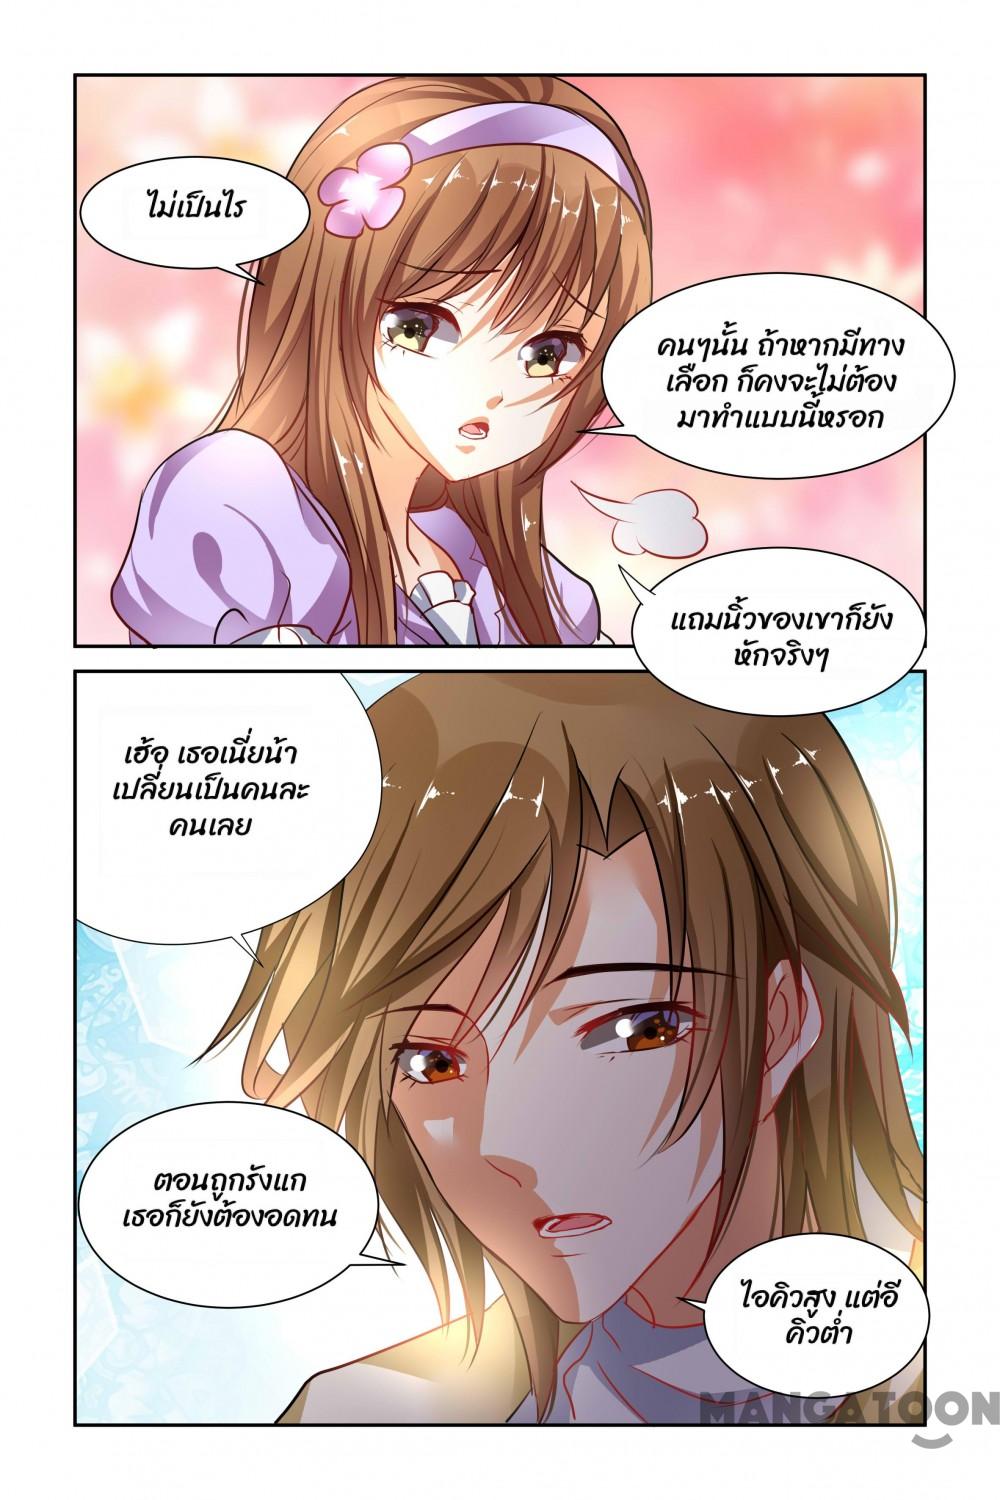 ไม่เป็นไร
คนๆนั้น ถ้าหากมีทาง
เลือก ก็คงจะไม่ต้อง
มาทำแบบนี้หรอก
แถมนิ้วของเขาก็ยัง
หักจริงๆ
เฮ้อ เธอเนี่ยน้า
เปลี่ยนเป็นคนละ
คนเลย
ตอนถูกรังแก
เธอก็ยังต้องอดทน
ไอคิวสูง แต่อี
คิวต่ำ
MANGATOON